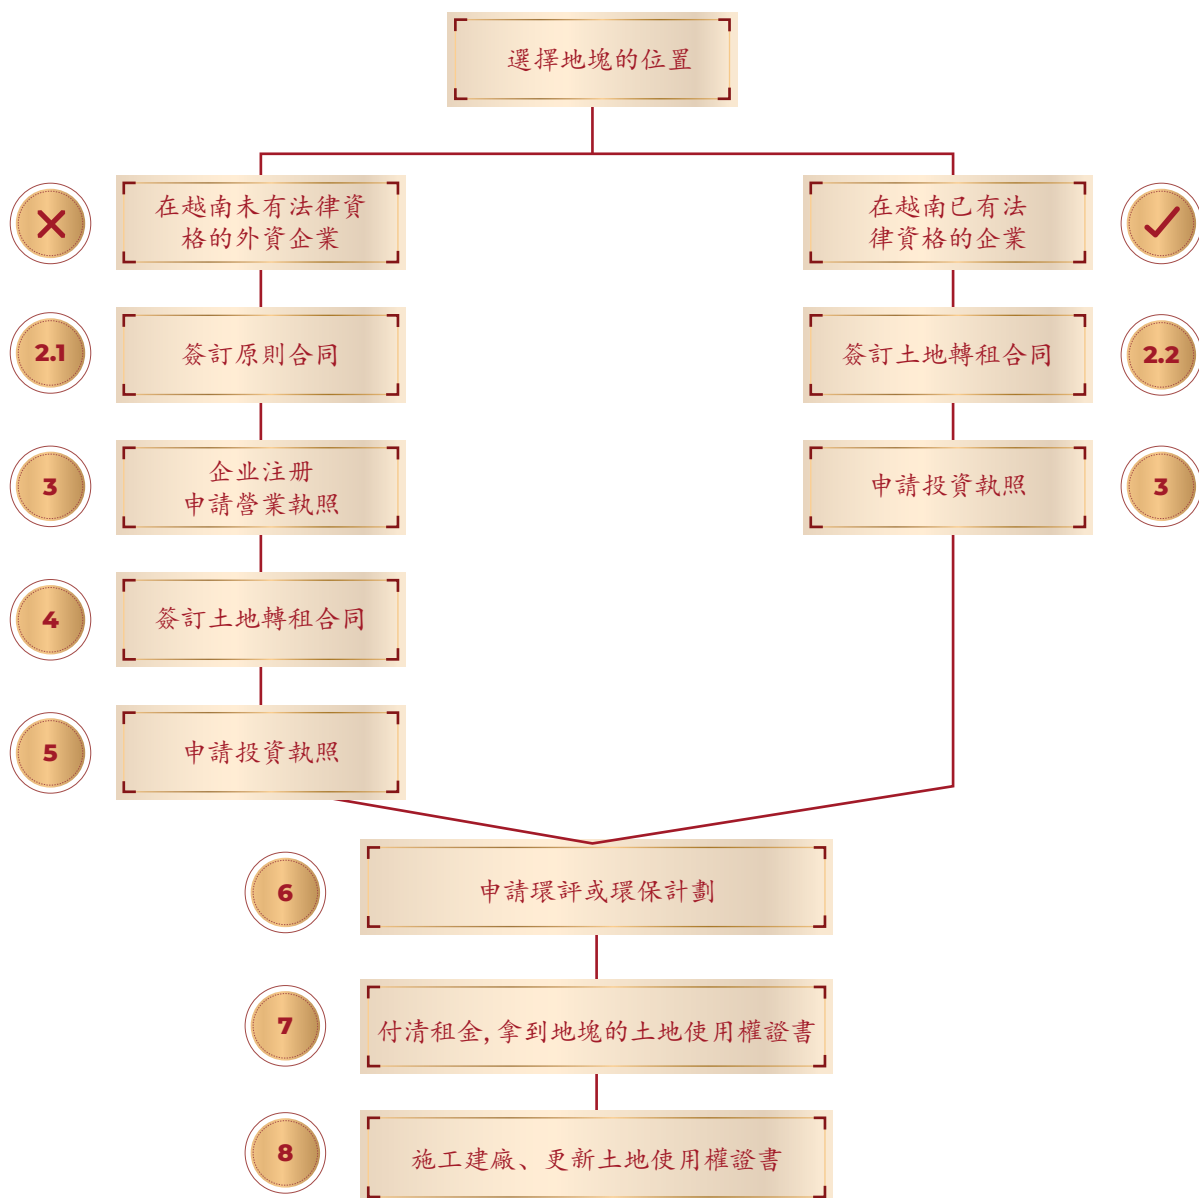 選擇地塊的位置
在越南未有法律資
格的外資企業
在越南已有法
律資格的企業
2.1
簽訂原則合同
簽訂土地轉租合同
2.2
3
企业注册
申請營業執照
申請投資執照
3
4
簽訂土地轉租合同
5
申請投資執照
6
申請環評或環保計劃
7
付清租金,拿到地塊的土地使用權證書
8
施工建廠、更新土地使用權證書